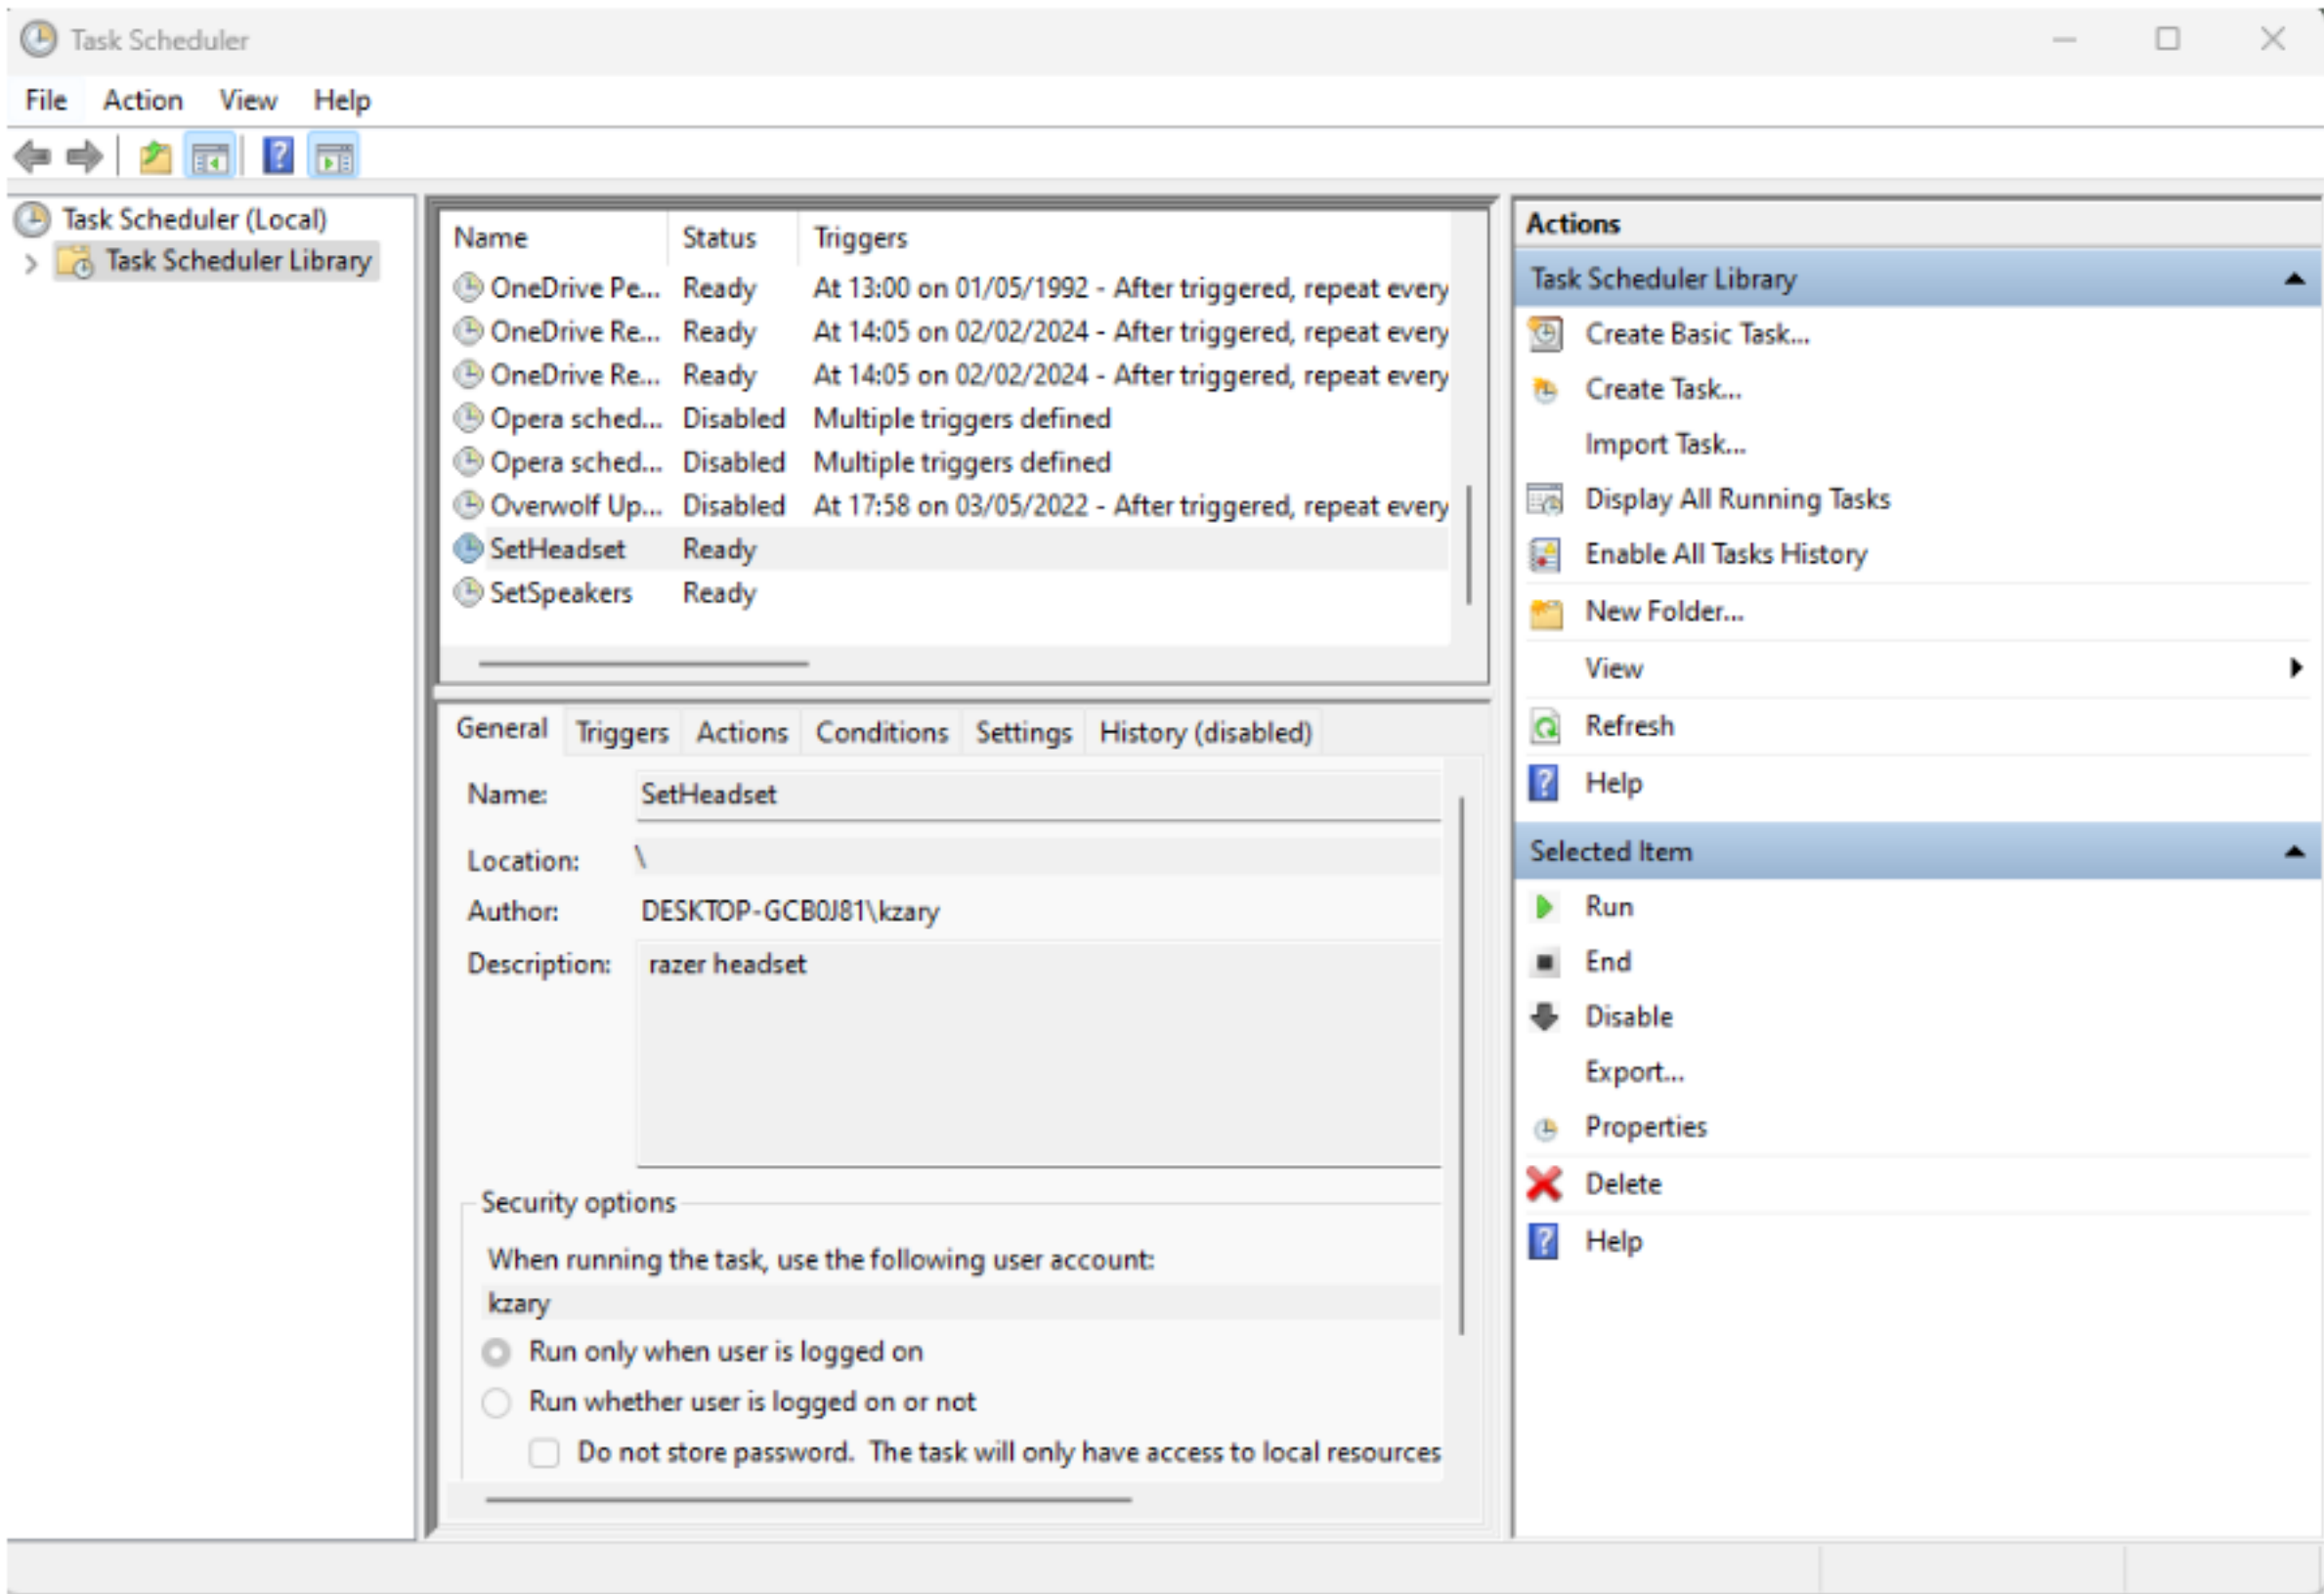 Task Scheduler
File Action View Help
Task Scheduler (Local)
Task Scheduler Library
Name Status Triggers
OneDrive Pe... Ready At 13:00 on 01/05/1992 - After triggered, repeat every
OneDrive Re... Ready At 14:05 on 02/02/2024 - After triggered, repeat every
OneDrive Re... Ready At 14:05 on 02/02/2024 - After triggered, repeat every
Opera sched... Disabled Multiple triggers defined
Opera sched... Disabled Multiple triggers defined
Overwolf Up... Disabled At 17:58 on 03/05/2022 - After triggered, repeat every
SetHeadset Ready
SetSpeakers Ready
General Triggers Actions Conditions Settings History (disabled)
Name: SetHeadset
Location: \
Author: DESKTOP-GCB0J81\kzary
Description: razer headset
Security options
When running the task, use the following user account:
kzary
Run only when user is logged on
Run whether user is logged on or not
Do not store password. The task will only have access to local resources
Actions
Task Scheduler Library
Create Basic Task...
Create Task...
Import Task...
Display All Running Tasks
Enable All Tasks History
New Folder...
View
Refresh
Help
Selected Item
Run
End
Disable
Export...
Properties
Delete
Help